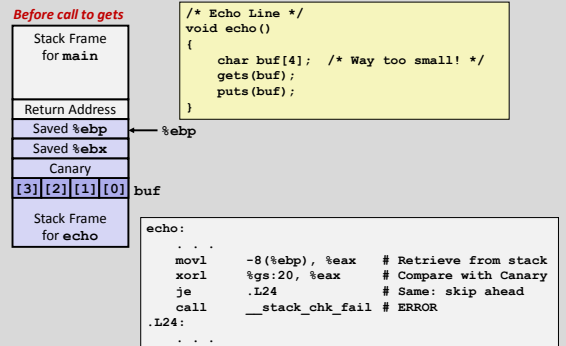 Before call to gets
Stack Frame
for main
Return Address
Saved %ebp
%ebp
Saved %ebx
Canary
[3] [2] [1] [0] buf
Stack Frame
for echo
/* Echo Line */
void echo()
{
    char buf[4];  /* Way too small! */
    gets(buf);
    puts(buf);
}
echo:
    . . .
    movl    -8(%ebp), %eax    # Retrieve from stack
    xorl    %gs:20, %eax    # Compare with Canary
    je    .L24    # Same: skip ahead
    call    __stack_chk_fail # ERROR
.L24:
    . . .